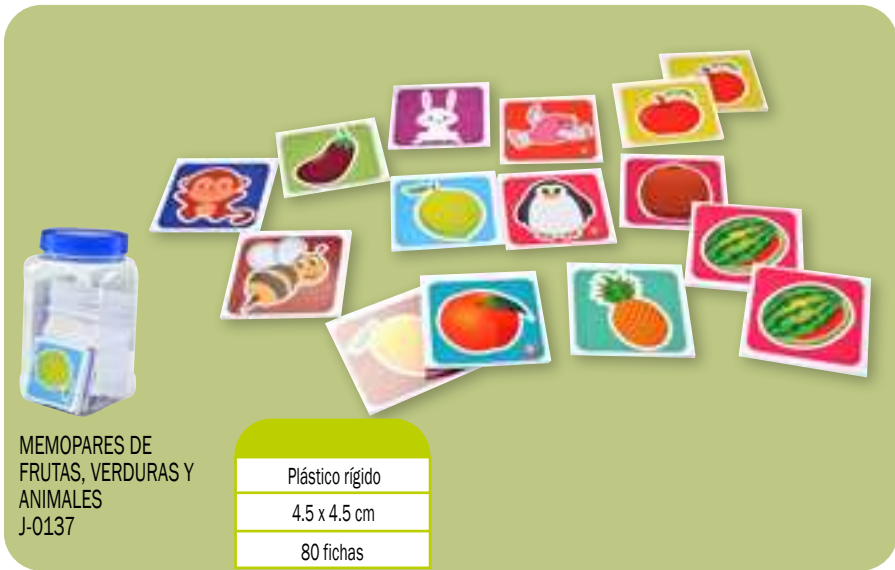 MEMOPARES DE
FRUTAS, VERDURAS Y
ANIMALES
J-0137
Plástico rígido
4.5 x 4.5 cm
80 fichas